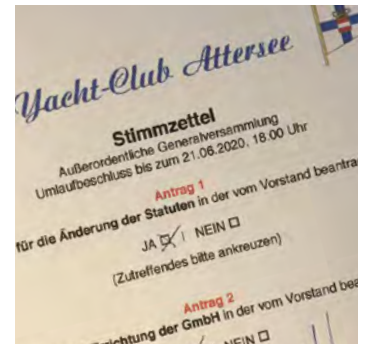 Yacht-Club Attersee
Stimmzettel
Außerordentliche Generalversammlung
Umlaufbeschluss bis zum 21.06.2020, 18.00 Uhr
Antrag 1
für die Änderung der Statuten in der vom Vorstand beantra
JA ☒ | NEIN ☐
(Zutreffendes bitte ankreuzen)
Antrag 2
richtung der GmbH in der vom Vorstand bea
NEIN ☐